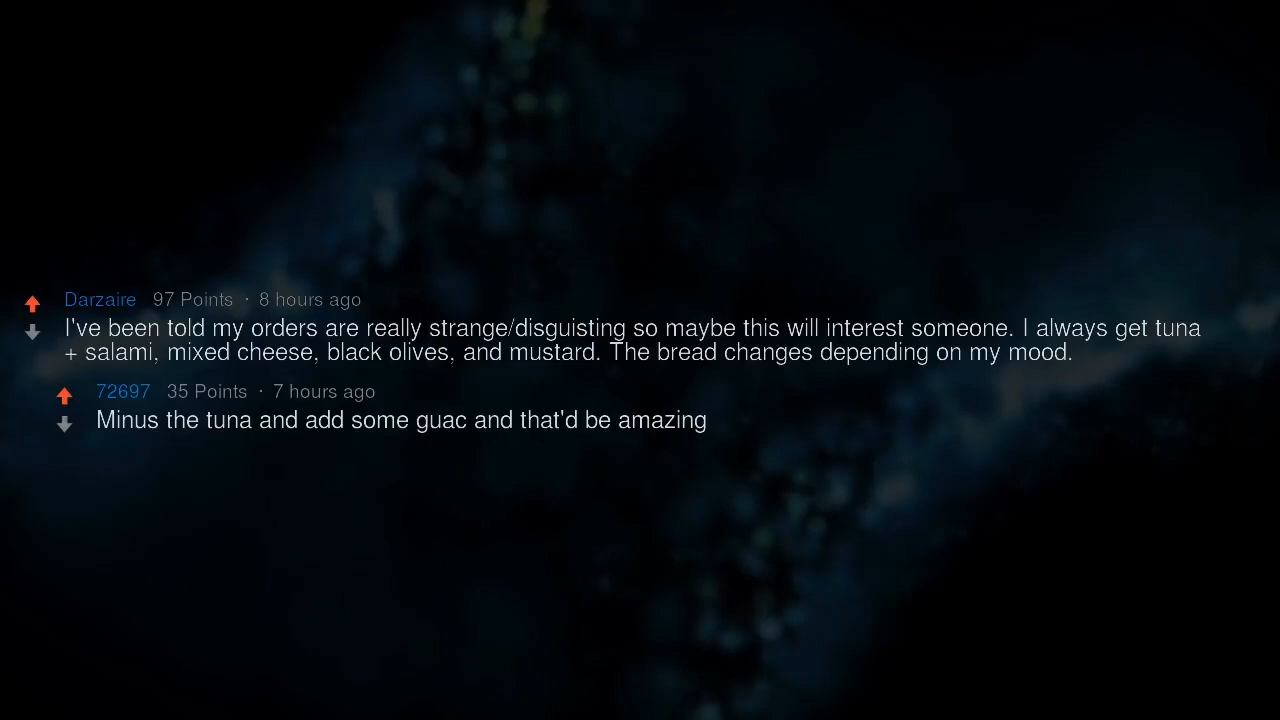 Darzaire 97 Points · 8 hours ago
I've been told my orders are really strange/disguisting so maybe this will interest someone. I always get tuna
+ salami, mixed cheese, black olives, and mustard. The bread changes depending on my mood.
72697 35 Points · 7 hours ago
Minus the tuna and add some guac and that'd be amazing